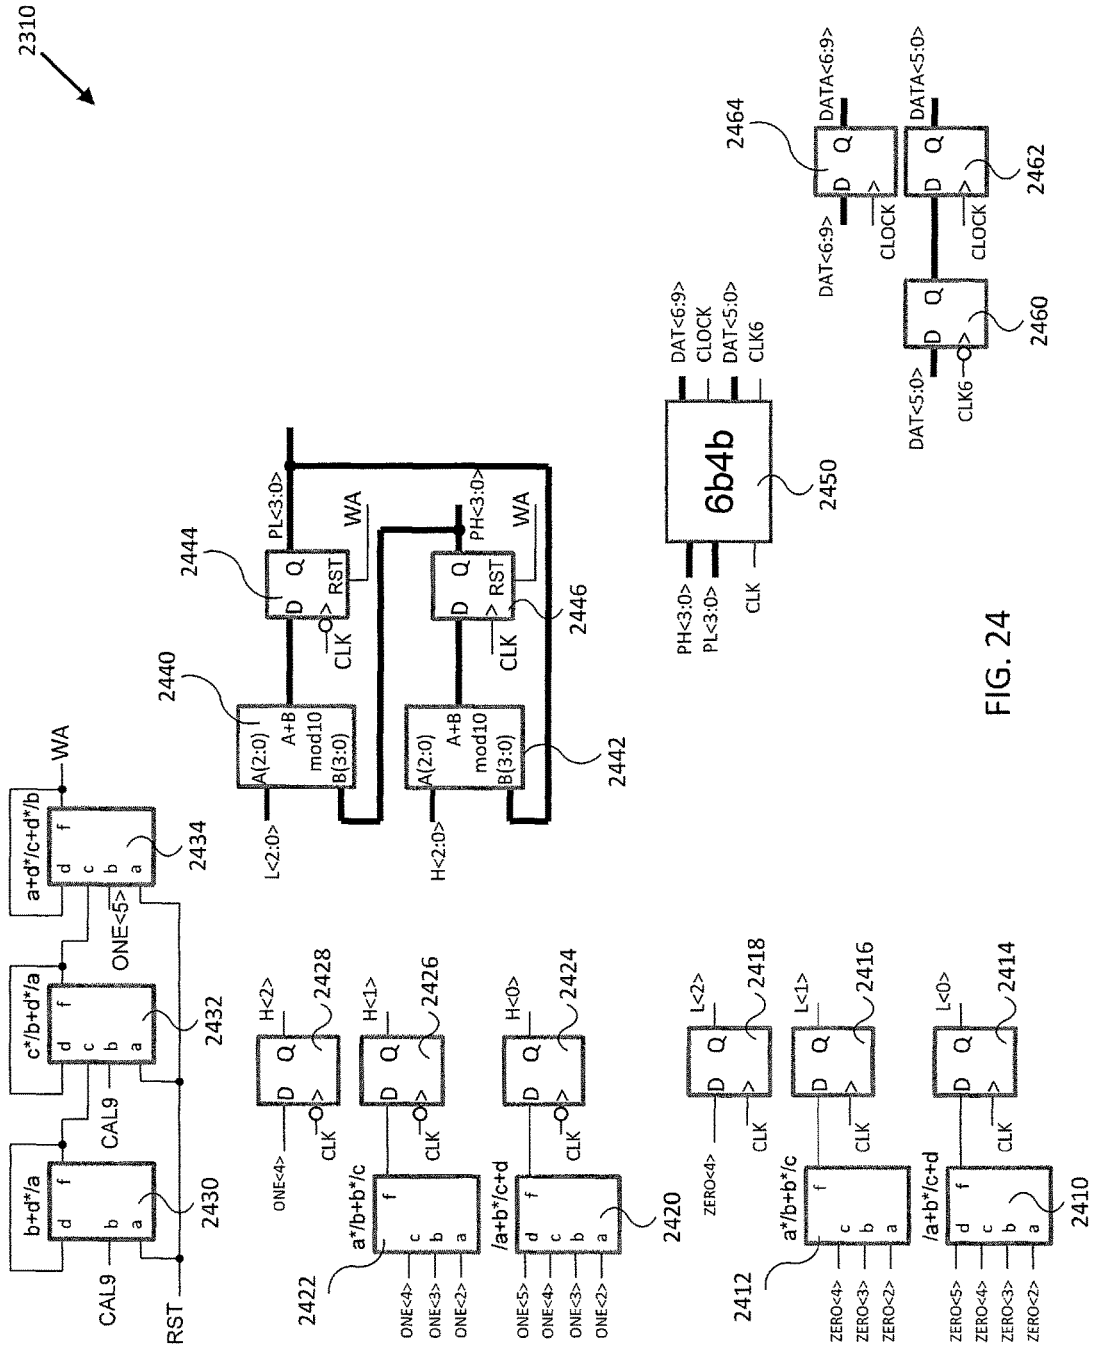 2310
b+d*/a
d
f
b
a
CAL9
RST
2430
c*/b+d*/a
d
f
c
b
a
CAL9
2432
a+d*/c+d*/b
d
f
c
b
a
ONE<5>
WA
2434
ONE<4>
D
Q
CLK
H<2>
2428
a*/b+b*/c
f
c
b
a
ONE<4>
ONE<3>
ONE<2>
2422
D
Q
CLK
H<1>
2426
/a+b*/c+d
d
f
c
b
a
ONE<5>
ONE<4>
ONE<3>
ONE<2>
2420
D
Q
CLK
H<0>
2424
ZERO<4>
D
Q
CLK
L<2>
2418
a*/b+b*/c
f
c
b
a
ZERO<4>
ZERO<3>
ZERO<2>
2412
D
Q
CLK
L<1>
2416
/a+b*/c+d
d
f
c
b
a
ZERO<5>
ZERO<4>
ZERO<3>
ZERO<2>
2410
D
Q
CLK
L<0>
2414
L<2:0>
A(2:0)
A+B
mod10
B(3:0)
2440
D
Q
RST
CLK
PL<3:0>
WA
2444
H<2:0>
A(2:0)
A+B
mod10
B(3:0)
2442
D
Q
RST
CLK
PH<3:0>
WA
2446
PH<3:0>
PL<3:0>
CLK
6b4b
DAT<6:9>
CLOCK
DAT<5:0>
CLK6
2450
DAT<6:9>
D
Q
CLOCK
DATA<6:9>
2464
DAT<5:0>
D
Q
CLK6
2460
D
Q
CLOCK
DATA<5:0>
2462
FIG. 24